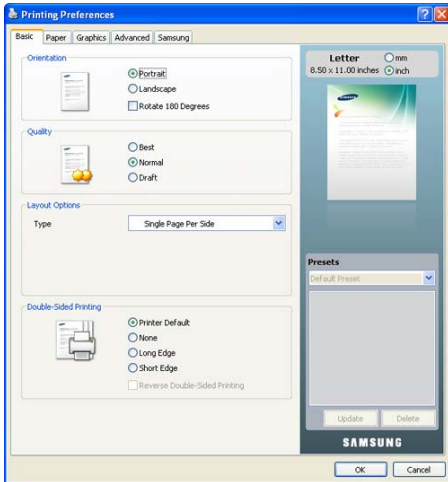 Printing Preferences
Basic Paper Graphics Advanced Samsung
Orientation
Portrait
Landscape
Rotate 180 Degrees
Quality
Best
Normal
Draft
Layout Options
Type Single Page Per Side
Double-Sided Printing
Printer Default
None
Long Edge
Short Edge
Reverse Double-Sided Printing
Letter mm
8.50 x 11.00 inches inch
Presets
Default Preset
Update Delete
SAMSUNG
OK Cancel